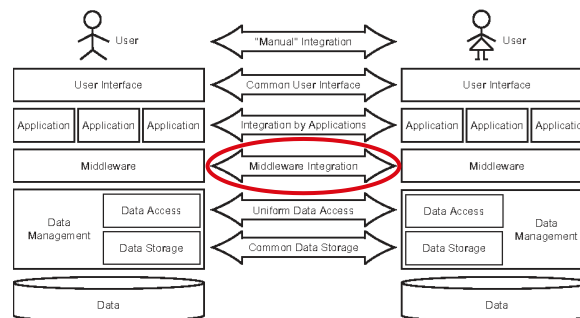 User
"Manual" Integration
User
User Interface
Common User Interface
User Interface
Application
Application
Application
Integration by Applications
Application
Application
Application
Middleware
Middleware Integration
Middleware
Data
Management
Data Access
Uniform Data Access
Data Access
Data
Management
Data Storage
Common Data Storage
Data Storage
Data
Data